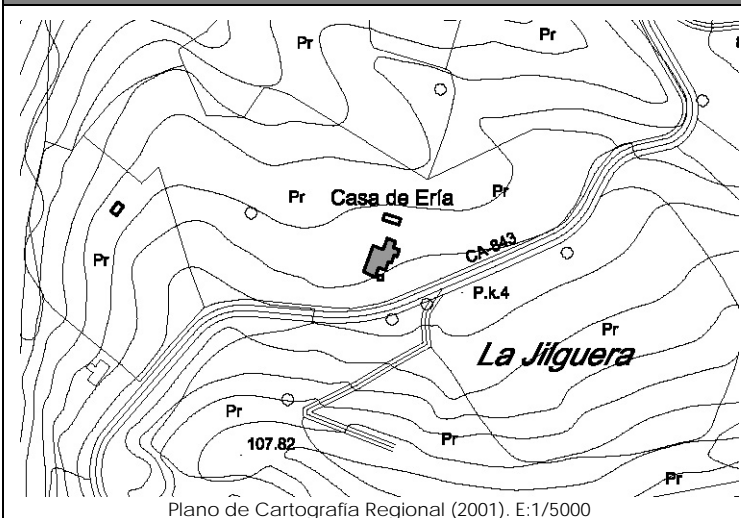 Pr
Pr
Pr
Casa de Ería
Pr
Pr
CA-843
P.k.4
Pr
La Jilguera
Pr
107.82
Pr
Pr
Plano de Cartografía Regional (2001). E:1/5000